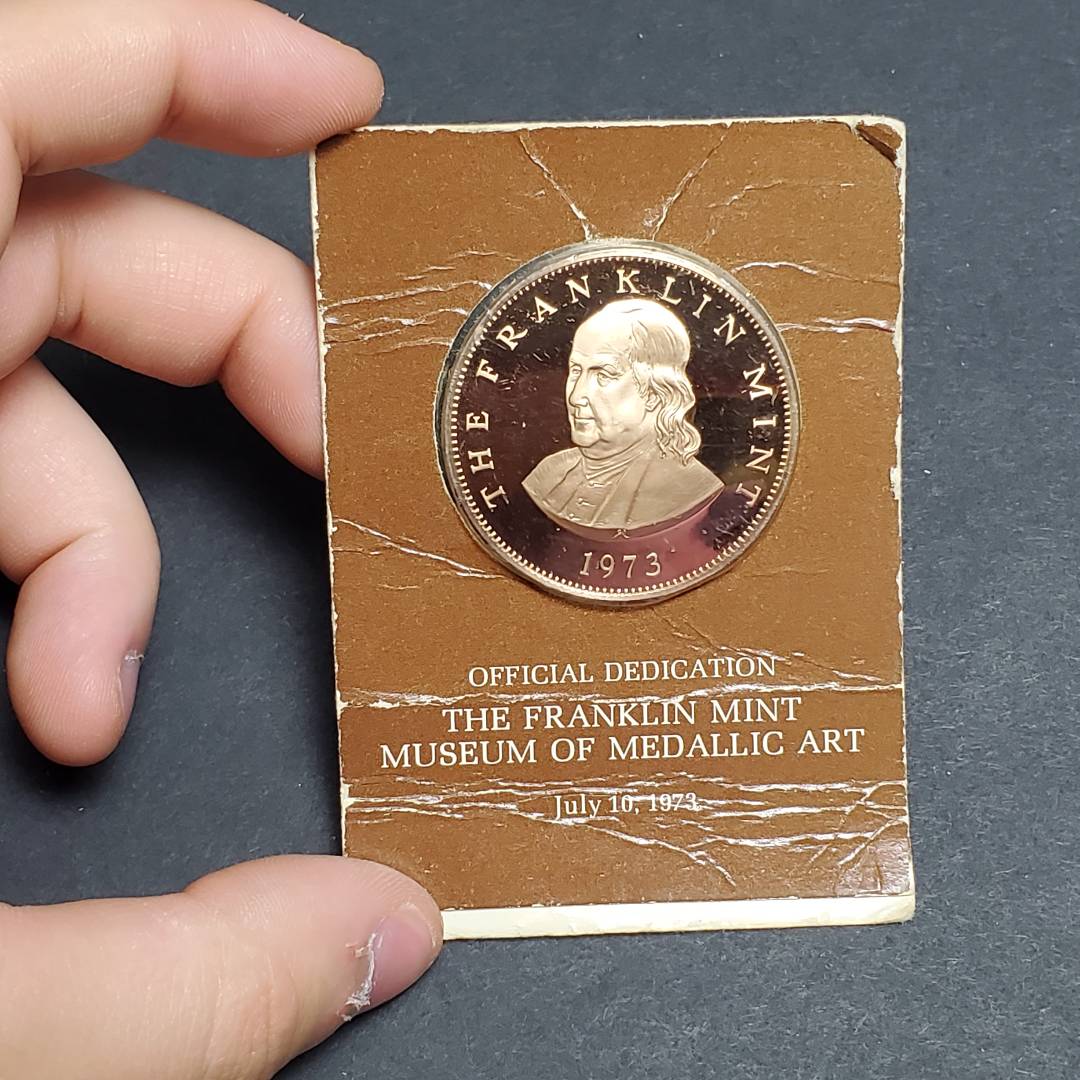 THE FRANKLIN MINT
1973
OFFICIAL DEDICATION
THE FRANKLIN MINT
MUSEUM OF MEDALLIC ART
July 10, 1973